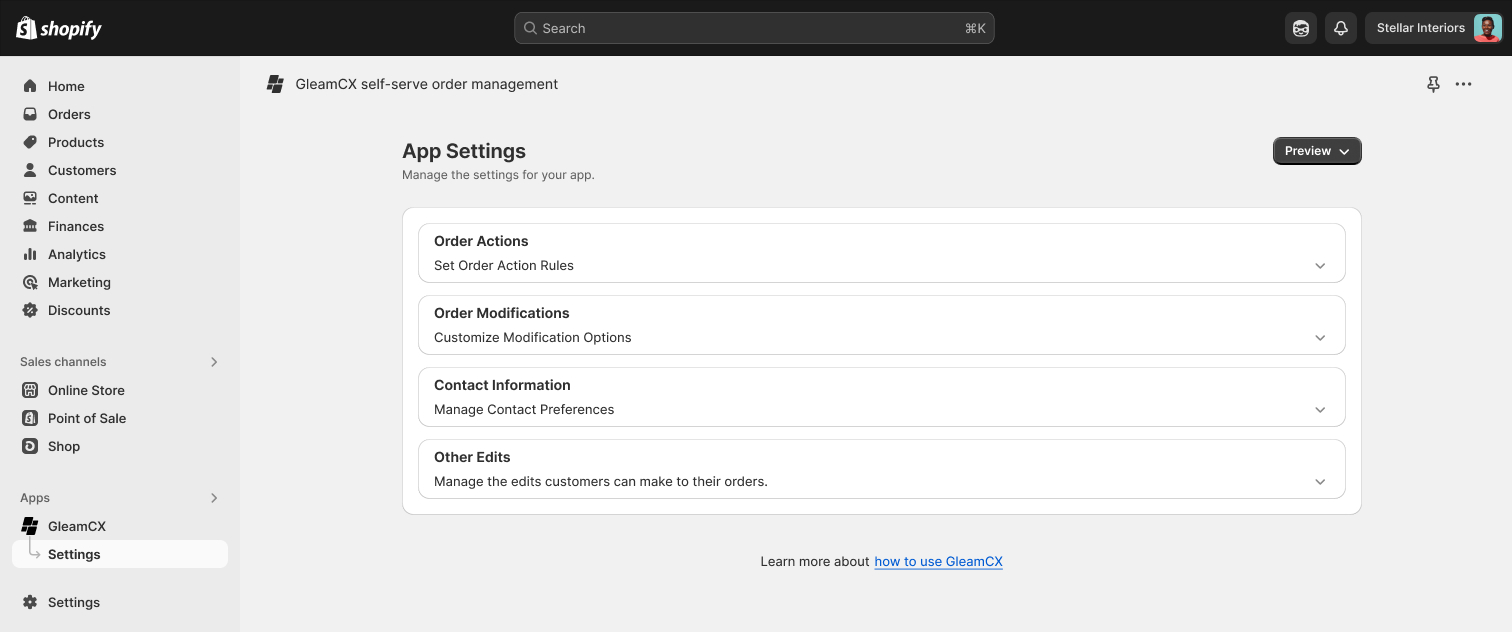 shopify
Search
⌘K
Stellar Interiors
Home
Orders
Products
Customers
Content
Finances
Analytics
Marketing
Discounts
Sales channels
Online Store
Point of Sale
Shop
Apps
GleamCX
Settings
Settings
GleamCX self-serve order management
App Settings
Manage the settings for your app.
Preview
Order Actions
Set Order Action Rules
Order Modifications
Customize Modification Options
Contact Information
Manage Contact Preferences
Other Edits
Manage the edits customers can make to their orders.
Learn more about how to use GleamCX